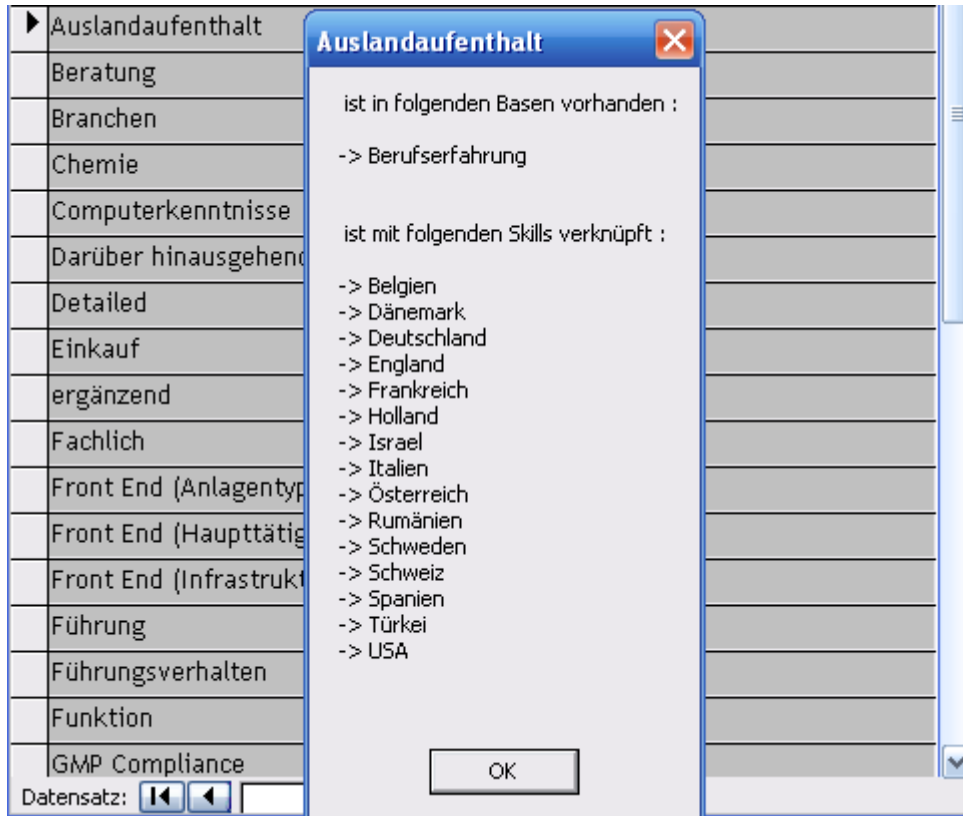 Auslandaufenthalt
Beratung
Branchen
Chemie
Computerkenntnisse
Darüber hinausgehend
Detailed
Einkauf
ergänzend
Fachlich
Front End (Anlagentyp
Front End (Haupttätig
Front End (Infrastrukt
Führung
Führungsverhalten
Funktion
GMP Compliance
Datensatz:
Auslandaufenthalt
ist in folgenden Basen vorhanden :
-> Berufserfahrung
ist mit folgenden Skills verknüpft :
-> Belgien
-> Dänemark
-> Deutschland
-> England
-> Frankreich
-> Holland
-> Israel
-> Italien
-> Österreich
-> Rumänien
-> Schweden
-> Schweiz
-> Spanien
-> Türkei
-> USA
OK